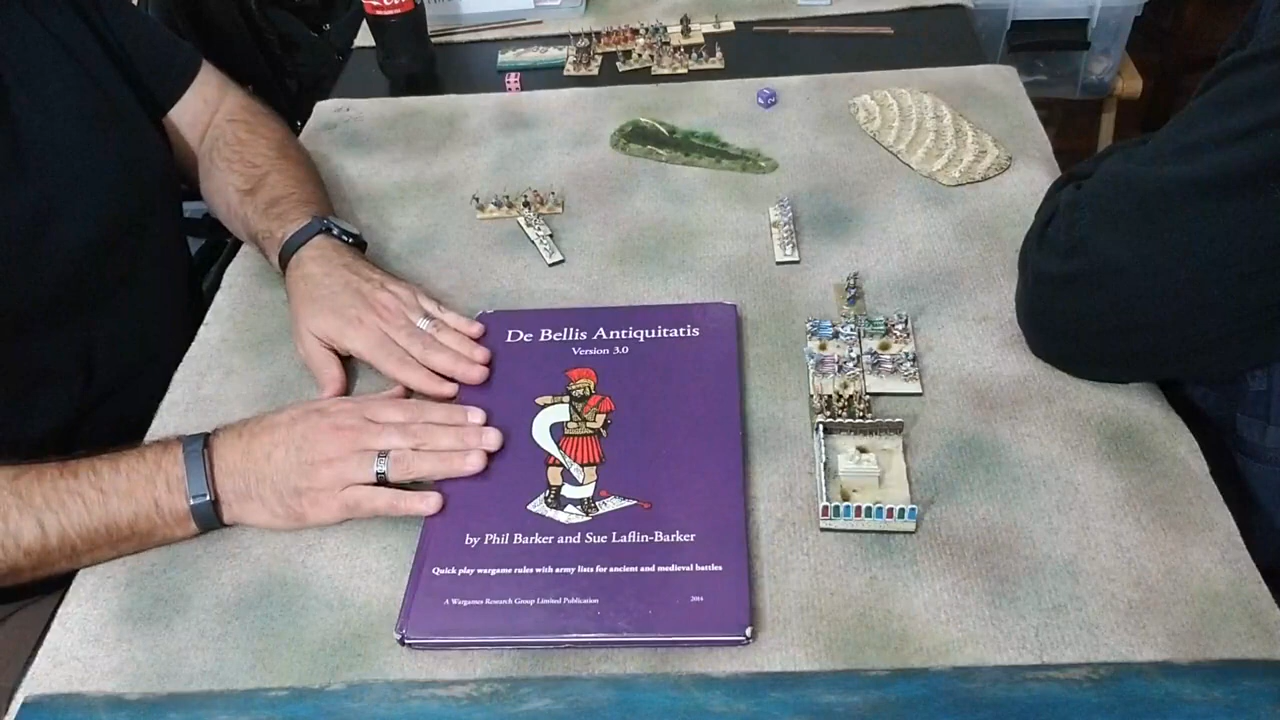 De Bellis Antiquitatis
Version 3.0
by Phil Barker and Sue Laflin-Barker
Quick play wargame rules with army lists for ancient and medieval battles
A Wargames Research Group Limited Publication
2014